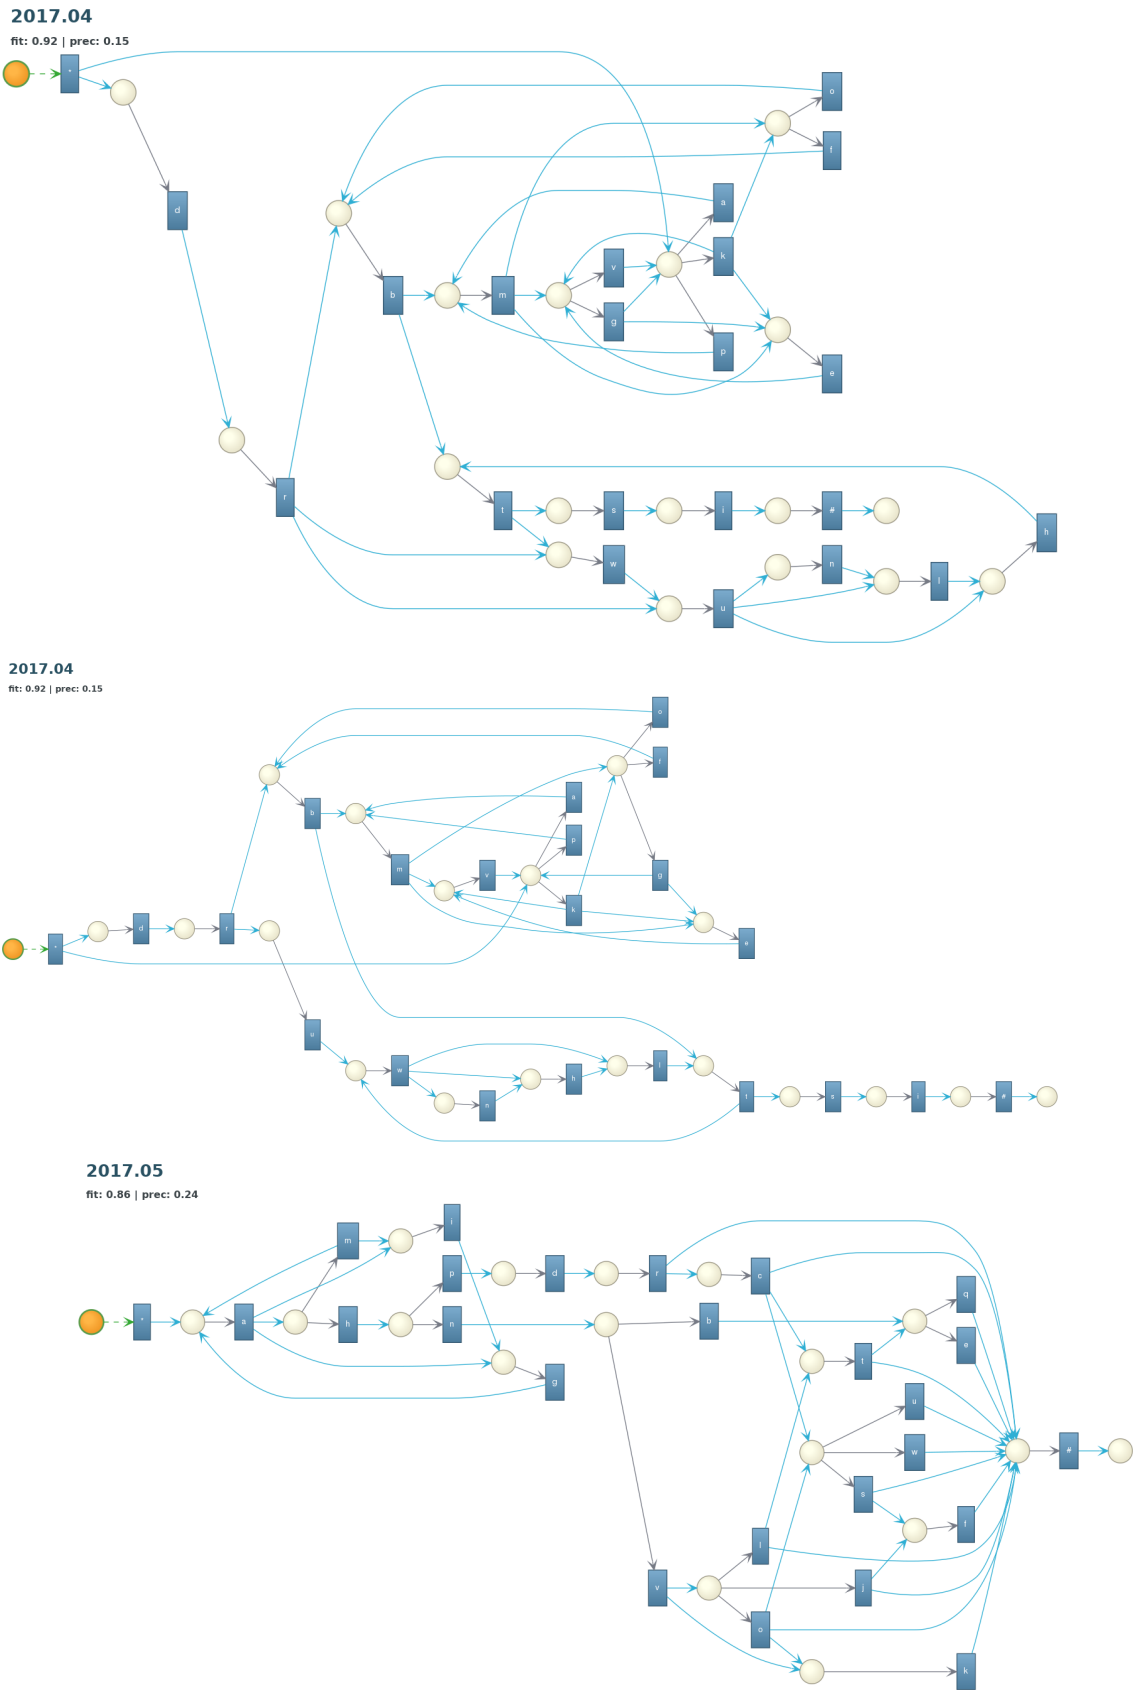 2017.04
fit: 0.92 | prec: 0.15
*
o
f
a
d
k
v
b
m
g
p
e
r
t
s
i
#
h
w
n
l
u
2017.04
fit: 0.92 | prec: 0.15
o
f
a
b
p
m
v
g
k
d
r
*
e
u
w
l
h
n
t
s
i
#
2017.05
fit: 0.86 | prec: 0.24
i
m
p
d
r
c
q
*
a
h
n
b
e
t
g
u
w
#
s
f
l
v
j
o
k